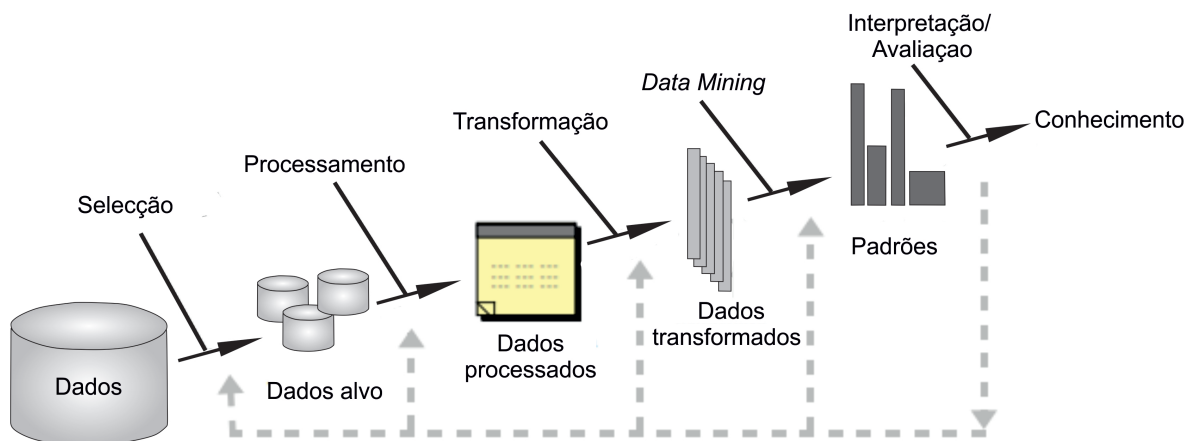 Interpretação/
Avaliaçao
Data Mining
Conhecimento
Transformação
Processamento
Selecção
Padrões
Dados
transformados
Dados
processados
Dados alvo
Dados